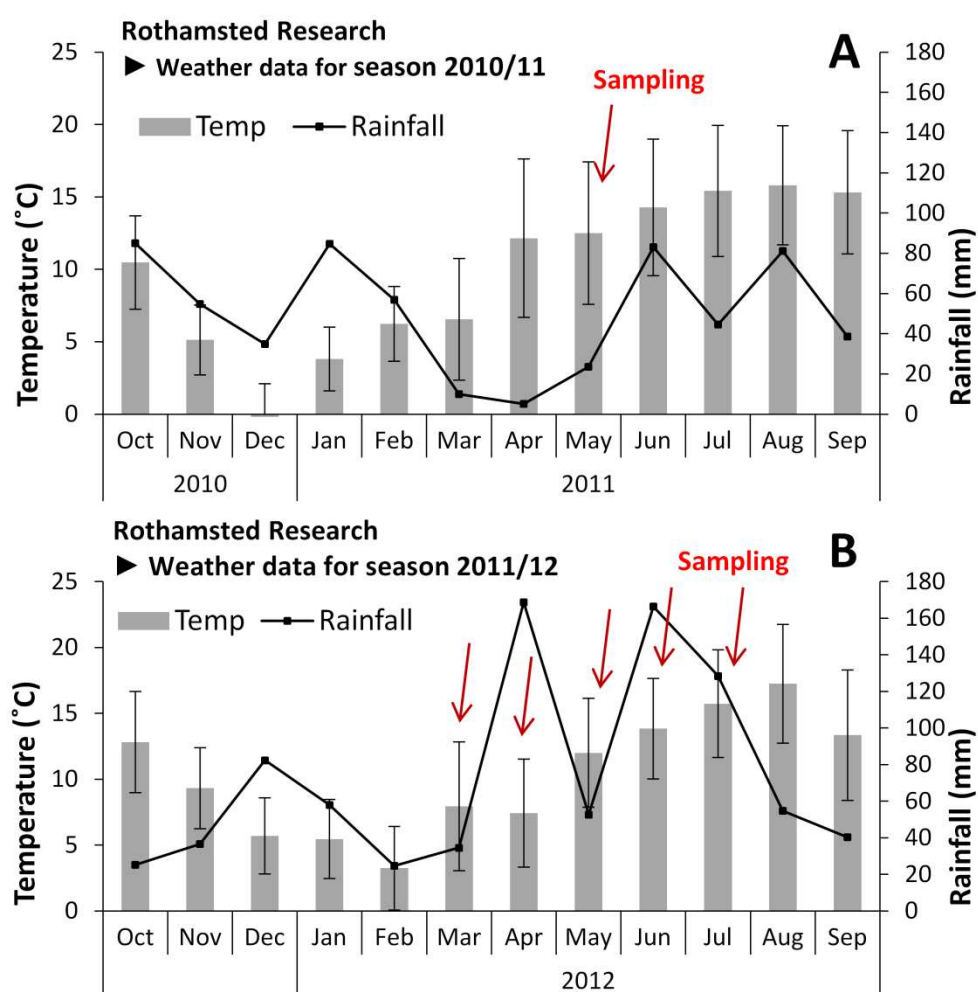 Rothamsted Research
► Weather data for season 2010/11
A
Sampling
Temp Rainfall
Temperature (˚C)
25
20
15
10
5
0
Rainfall (mm)
180
160
140
120
100
80
60
40
20
0
Oct Nov Dec Jan Feb Mar Apr May Jun Jul Aug Sep
2010 2011
Rothamsted Research
► Weather data for season 2011/12
B
Sampling
Temp Rainfall
Temperature (˚C)
25
20
15
10
5
0
Rainfall (mm)
180
160
140
120
100
80
60
40
20
0
Oct Nov Dec Jan Feb Mar Apr May Jun Jul Aug Sep
2012